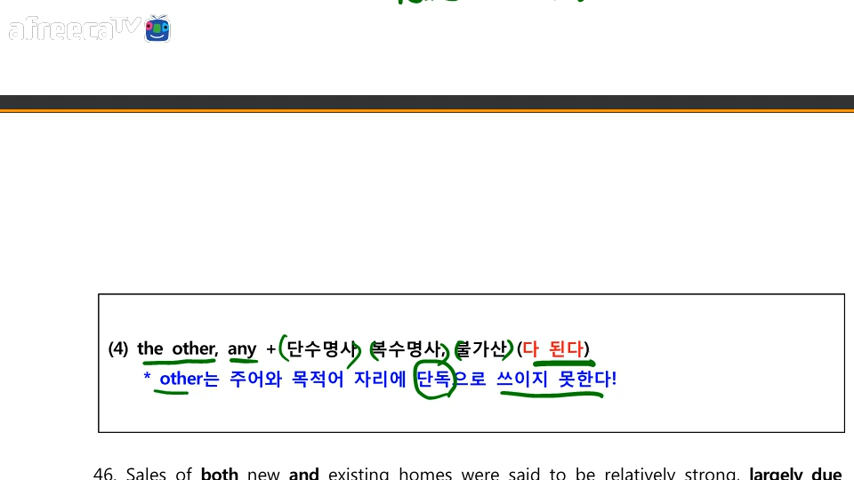 afreecaTV
(4) the other, any + (단수명사, 복수명사, 불가산) (다 된다)
* other는 주어와 목적어 자리에 단독으로 쓰이지 못한다!
46. Sales of both new and existing homes were said to be relatively strong, largely due